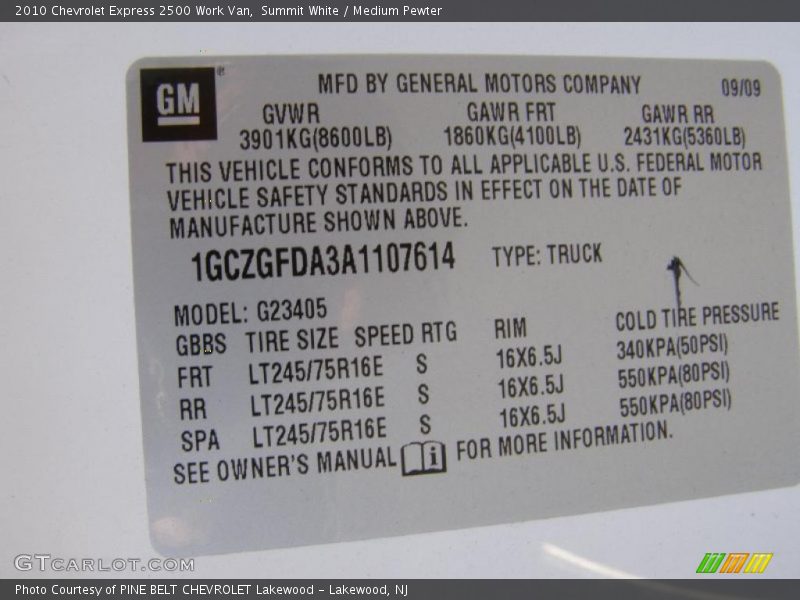 2010 Chevrolet Express 2500 Work Van, Summit White / Medium Pewter
GM®
MFD BY GENERAL MOTORS COMPANY 09/09
GVWR GAWR FRT GAWR RR
3901KG(8600LB) 1860KG(4100LB) 2431KG(5360LB)
THIS VEHICLE CONFORMS TO ALL APPLICABLE U.S. FEDERAL MOTOR
VEHICLE SAFETY STANDARDS IN EFFECT ON THE DATE OF
MANUFACTURE SHOWN ABOVE.
1GCZGFDA3A1107614 TYPE: TRUCK
MODEL: G23405
GBBS TIRE SIZE SPEED RTG RIM COLD TIRE PRESSURE
FRT LT245/75R16E S 16X6.5J 340KPA(50PSI)
RR LT245/75R16E S 16X6.5J 550KPA(80PSI)
SPA LT245/75R16E S 16X6.5J 550KPA(80PSI)
SEE OWNER'S MANUAL i FOR MORE INFORMATION.
GTCARLOT.COM
Photo Courtesy of PINE BELT CHEVROLET Lakewood - Lakewood, NJ